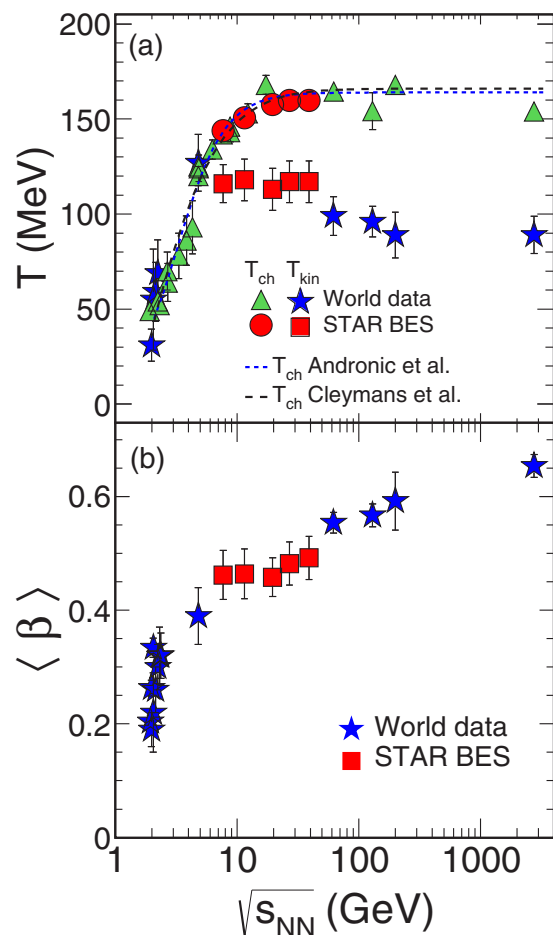 (a)
200
150
100
50
0
T (MeV)
T_ch T_kin
World data
STAR BES
T_ch Andronic et al.
T_ch Cleymans et al.
(b)
0.6
0.4
0.2
0
⟨ β ⟩
World data
STAR BES
1 10 100 1000
√s_NN (GeV)